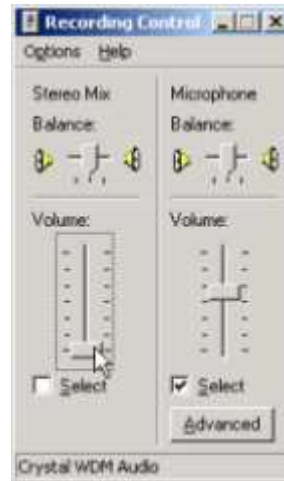 Recording Control
Options Help
Stereo Mix
Balance:
Volume:
Select
Microphone
Balance:
Volume:
Select
Advanced
Crystal WDM Audio